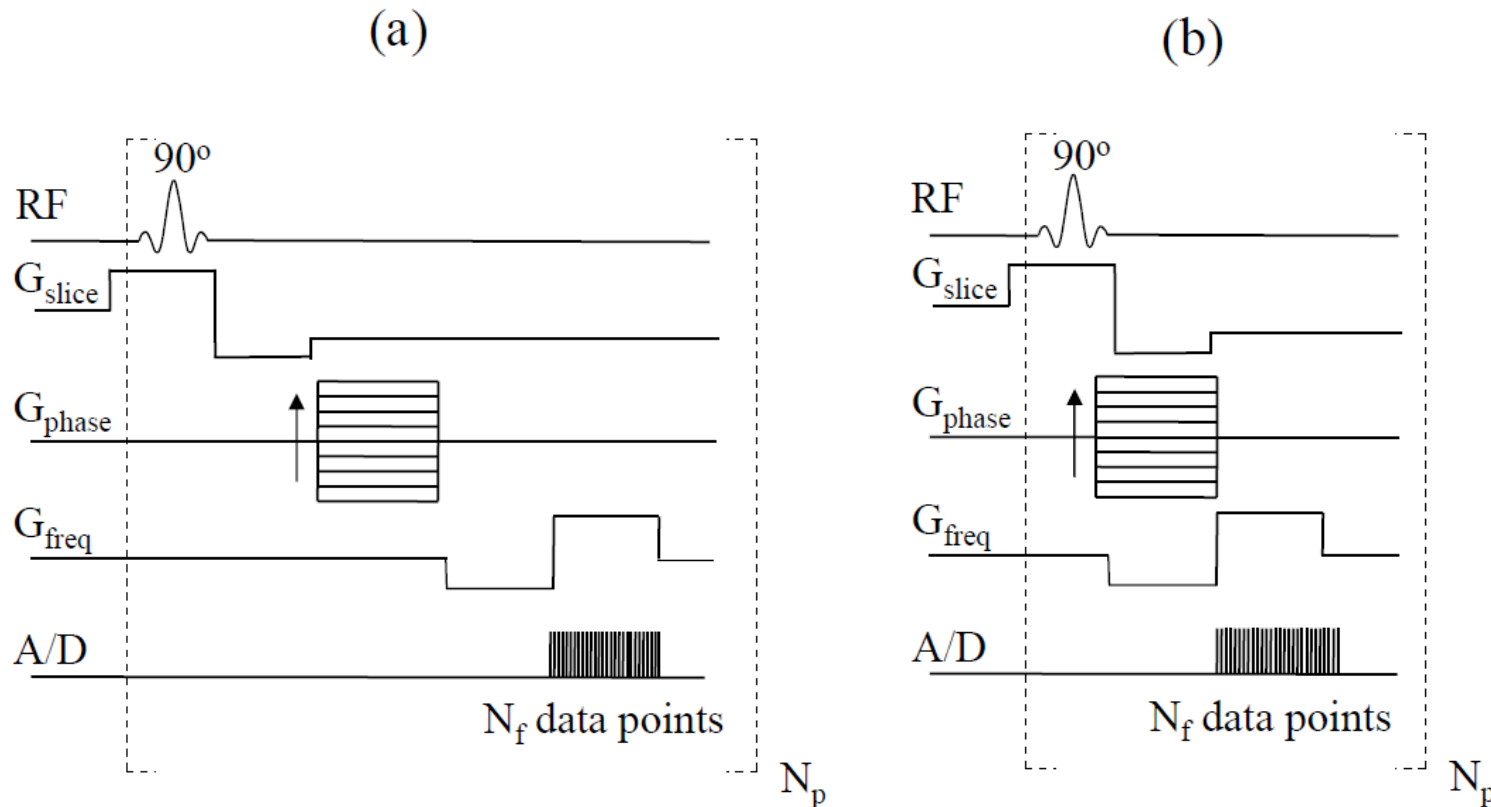 (a)
90°
RF
G_slice
G_phase
G_freq
A/D
N_f data points
N_p
(b)
90°
RF
G_slice
G_phase
G_freq
A/D
N_f data points
N_p